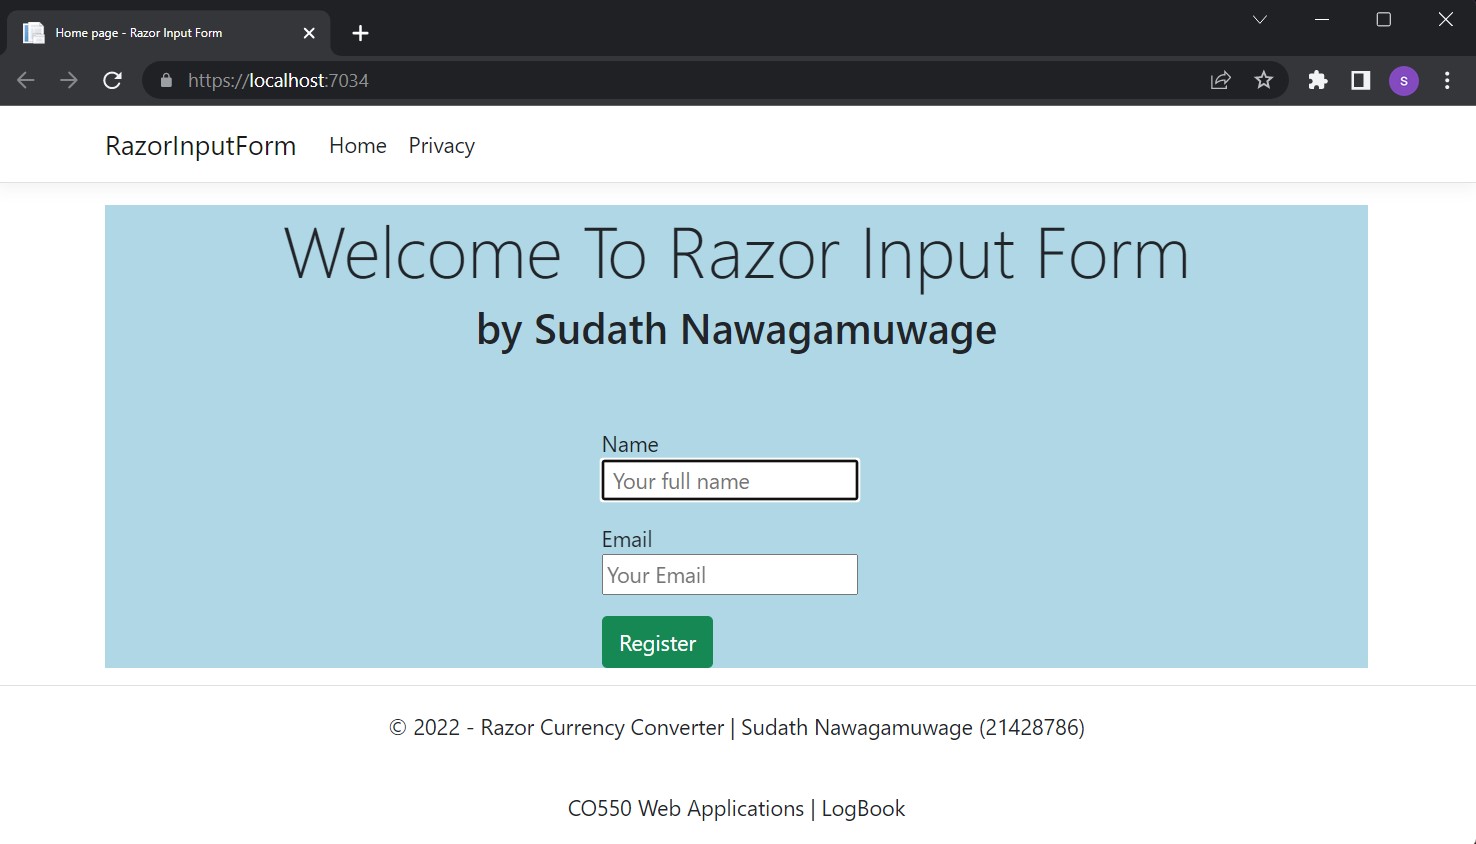 Home page - Razor Input Form
https://localhost:7034
s
RazorInputForm Home Privacy
Welcome To Razor Input Form
by Sudath Nawagamuwage
Name
Your full name
Email
Your Email
Register
© 2022 - Razor Currency Converter | Sudath Nawagamuwage (21428786)
CO550 Web Applications | LogBook